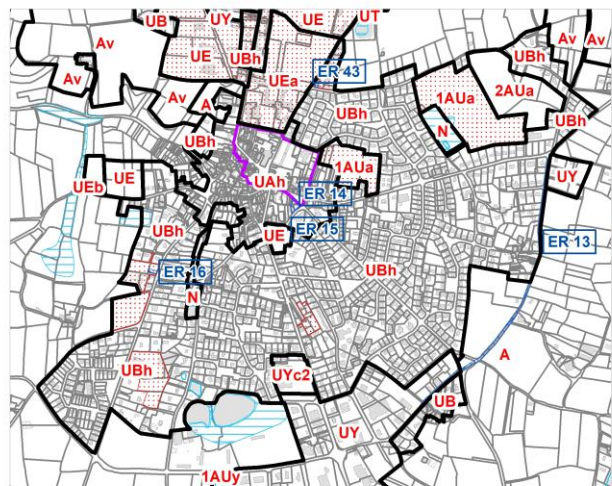 UB
UY
UE
UT
Av
UE
UBh
UEa
ER 43
Av
UBh
Av
Av
Av
Av
A
UBh
1AUa
2AUa
N
UBh
UBh
1AUa
UAh
UEb
UE
UY
ER 14
ER 15
UE
UBh
ER 13
ER 16
UBh
N
A
UBh
UYc2
UB
UY
1AUy